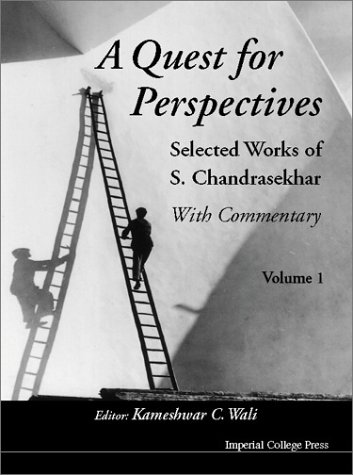 A Quest for
Perspectives
Selected Works of
S. Chandrasekhar
With Commentary
Volume 1
Editor: Kameshwar C. Wali
Imperial College Press